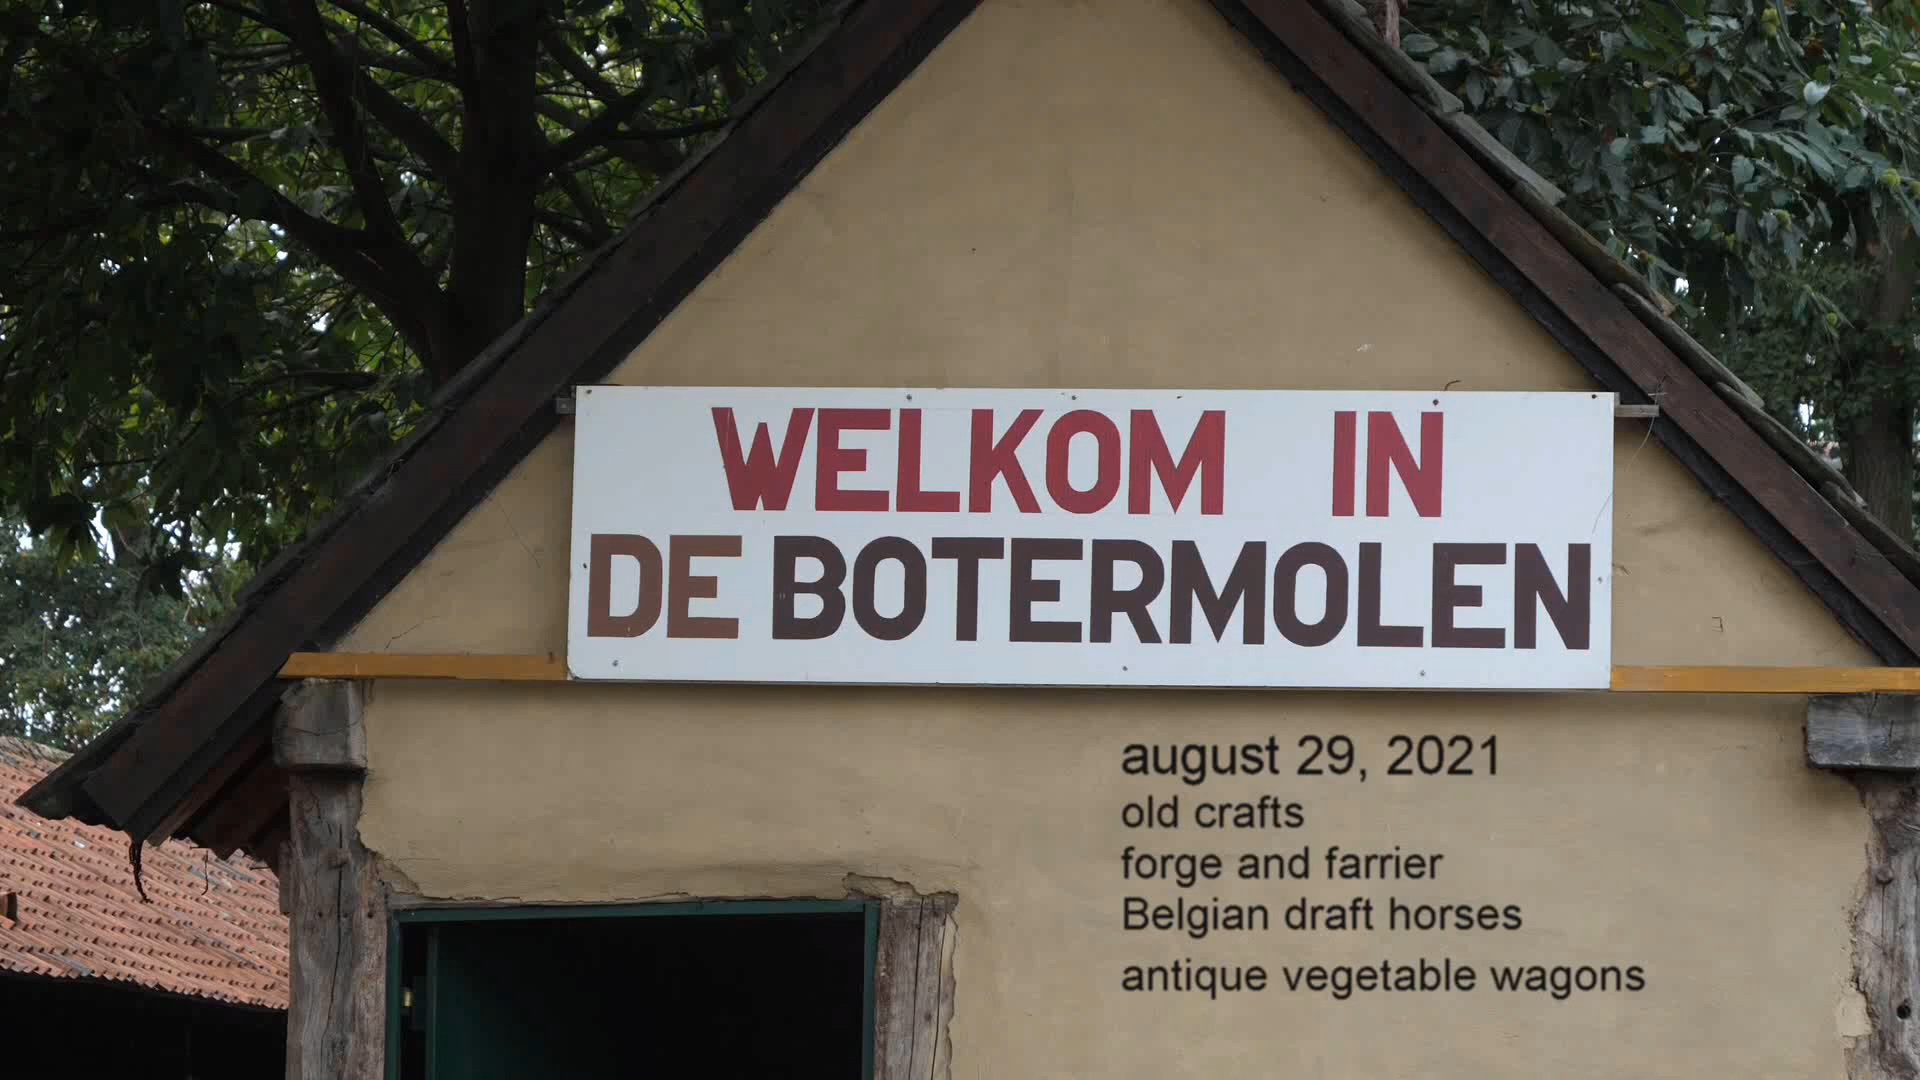 WELKOM IN
DE BOTERMOLEN
august 29, 2021
old crafts
forge and farrier
Belgian draft horses
antique vegetable wagons